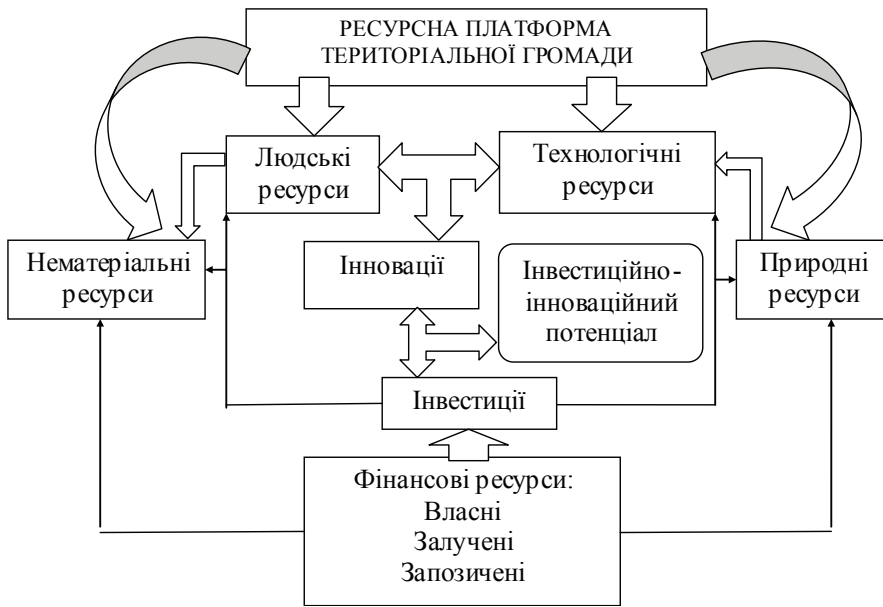 РЕСУРСНА ПЛАТФОРМА
ТЕРИТОРІАЛЬНОЇ ГРОМАДИ
Людські
ресурси
Технологічні
ресурси
Нематеріальні
ресурси
Інновації
Інвестиційно-
інноваційний
потенціал
Природні
ресурси
Інвестиції
Фінансові ресурси:
Власні
Залучені
Запозичені